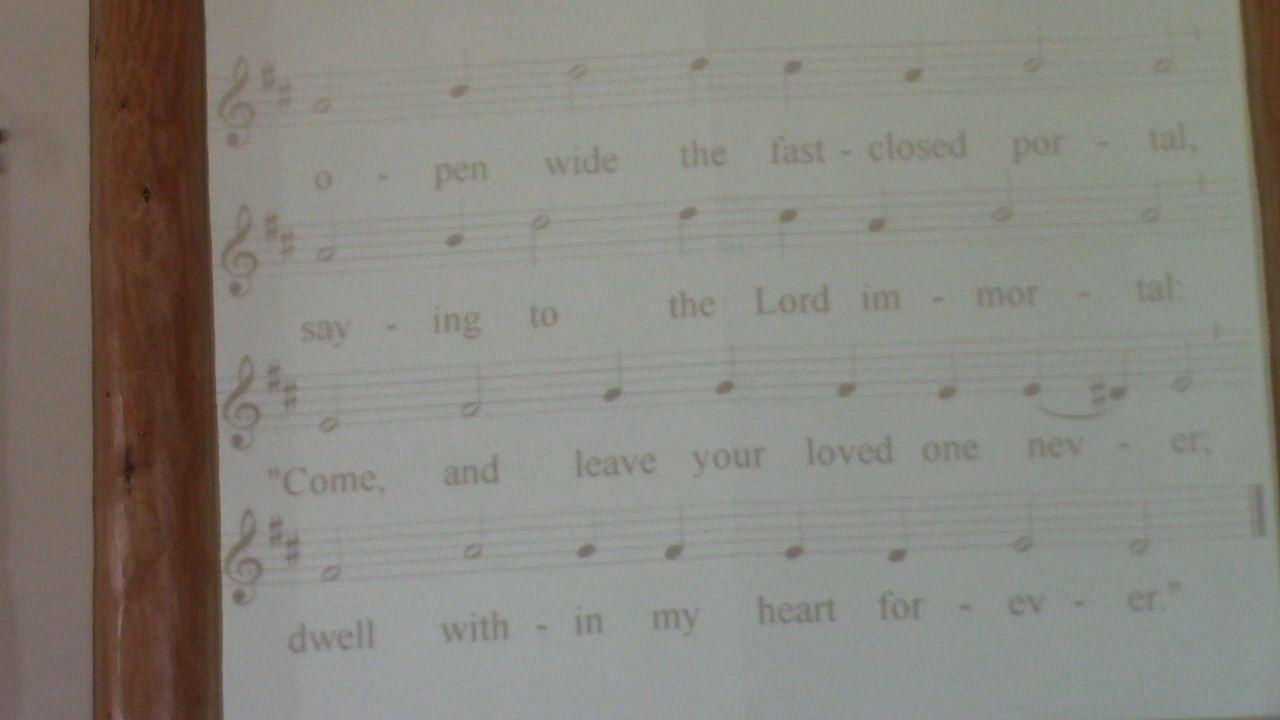 o - pen wide the fast - closed por - tal,
say - ing to the Lord im - mor - tal:
"Come, and leave your loved one nev - er;
dwell with - in my heart for - ev - er."